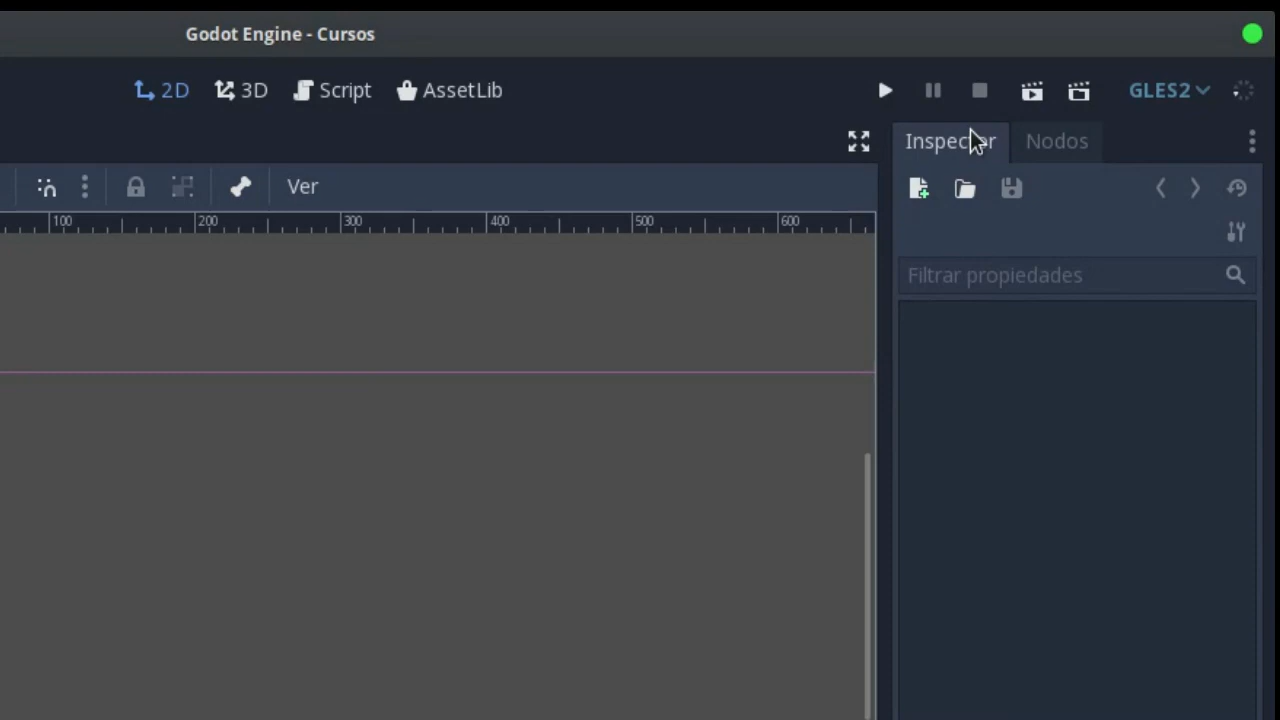 Godot Engine - Cursos
2D 3D Script AssetLib GLES2
Inspector Nodos
Ver
100 200 300 400 500 600
Filtrar propiedades